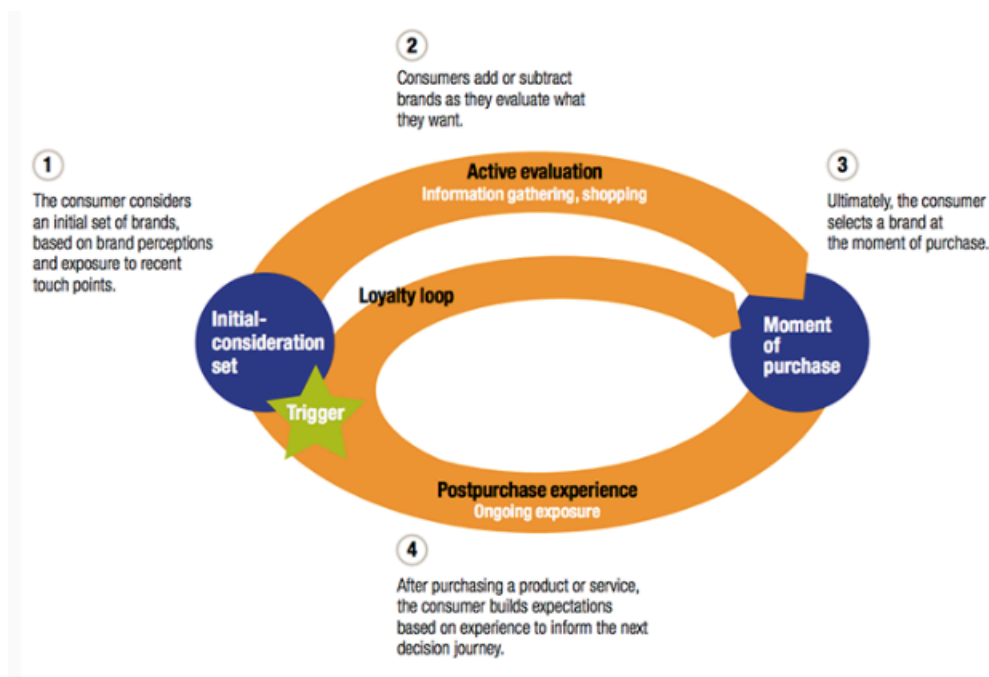 2
Consumers add or subtract
brands as they evaluate what
they want.
1
The consumer considers
an initial set of brands,
based on brand perceptions
and exposure to recent
touch points.
3
Ultimately, the consumer
selects a brand at
the moment of purchase.
Active evaluation
Information gathering, shopping
Loyalty loop
Initial-
consideration
set
Moment
of
purchase
Trigger
Postpurchase experience
Ongoing exposure
4
After purchasing a product or service,
the consumer builds expectations
based on experience to inform the next
decision journey.